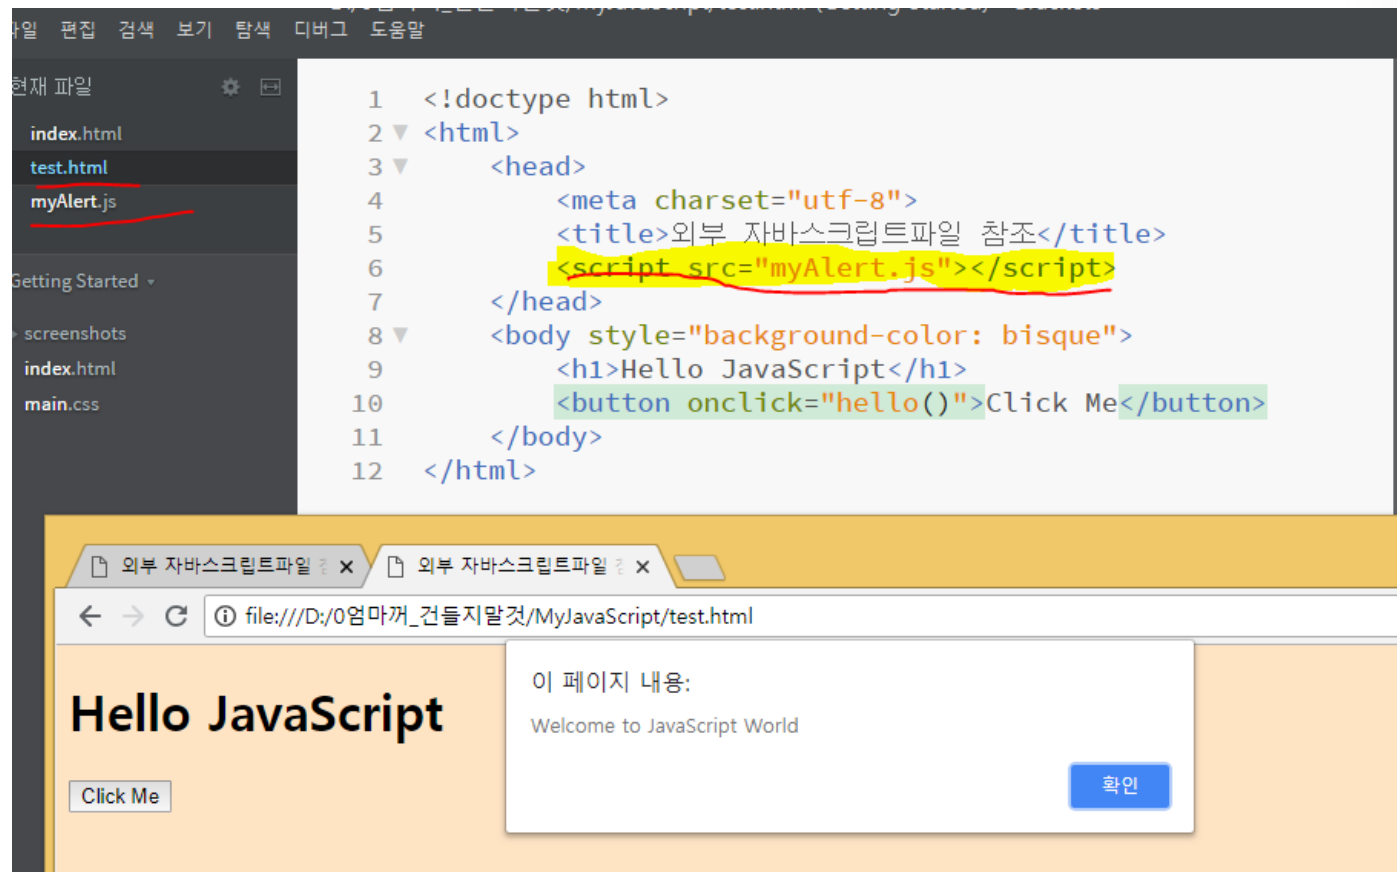 파일 편집 검색 보기 탐색 디버그 도움말
현재 파일
index.html
test.html
myAlert.js
Getting Started
screenshots
index.html
main.css
1 <!doctype html>
2 <html>
3 <head>
4 <meta charset="utf-8">
5 <title>외부 자바스크립트파일 참조</title>
6 <script src="myAlert.js"></script>
7 </head>
8 <body style="background-color: bisque">
9 <h1>Hello JavaScript</h1>
10 <button onclick="hello()">Click Me</button>
11 </body>
12 </html>
외부 자바스크립트파일
외부 자바스크립트파일
file:///D:/0엄마꺼_건들지말것/MyJavaScript/test.html
Hello JavaScript
Click Me
이 페이지 내용:
Welcome to JavaScript World
확인